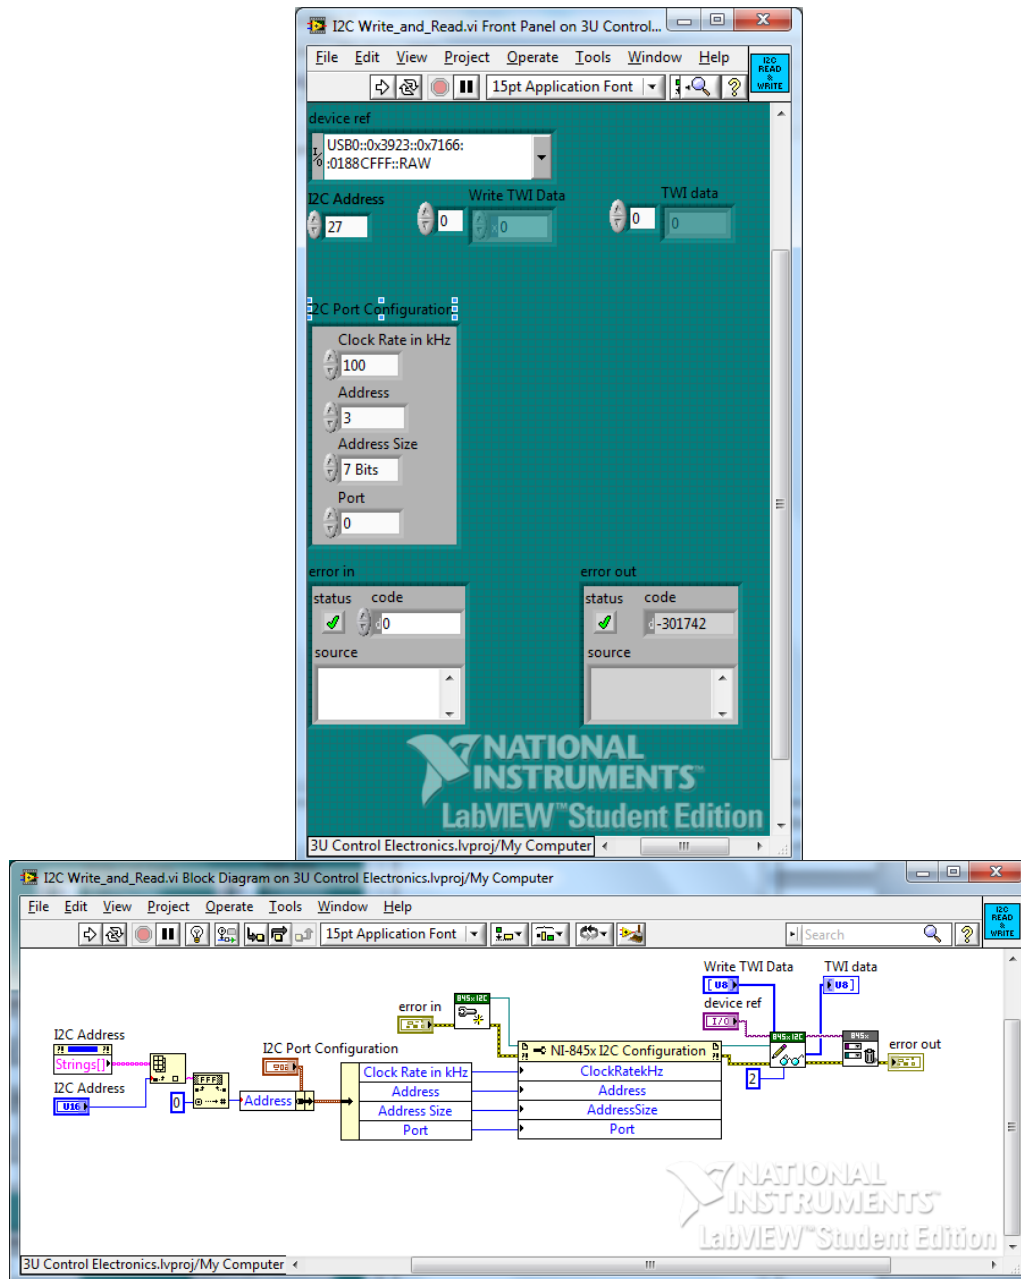 I2C Write_and_Read.vi Front Panel on 3U Control...
File Edit View Project Operate Tools Window Help
I2C
READ
&
WRITE
15pt Application Font
device ref
I/O
USB0::0x3923::0x7166:
:0188CFFF::RAW
I2C Address Write TWI Data TWI data
27 0 x0 0 0
I2C Port Configuration
Clock Rate in kHz
100
Address
3
Address Size
7 Bits
Port
0
error in error out
status code status code
d0 d-301742
source source
NATIONAL
INSTRUMENTS™
LabVIEW™ Student Edition
3U Control Electronics.lvproj/My Computer
I2C Write_and_Read.vi Block Diagram on 3U Control Electronics.lvproj/My Computer
File Edit View Project Operate Tools Window Help
I2C
READ
&
WRITE
15pt Application Font Search
Write TWI Data TWI data
[U8] [U8]
error in 845x I2C device ref
I/O
I2C Address 845x I2C 845x
Strings[] I2C Port Configuration NI-845x I2C Configuration error out
Clock Rate in kHz ClockRatekHz
I2C Address FFF 2
U16 0 Address Address Address
Address Size AddressSize
Port Port
NATIONAL
INSTRUMENTS™
LabVIEW™ Student Edition
3U Control Electronics.lvproj/My Computer